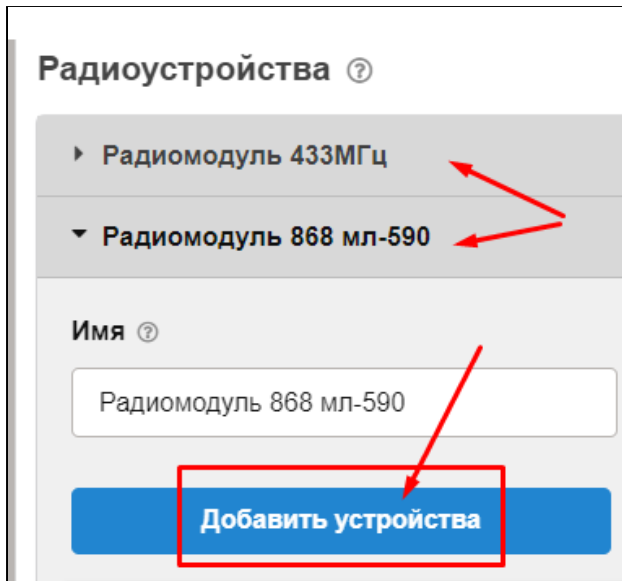 Радиоустройства ?
Радиомодуль 433МГц
Радиомодуль 868 мл-590
Имя ?
Радиомодуль 868 мл-590
Добавить устройства